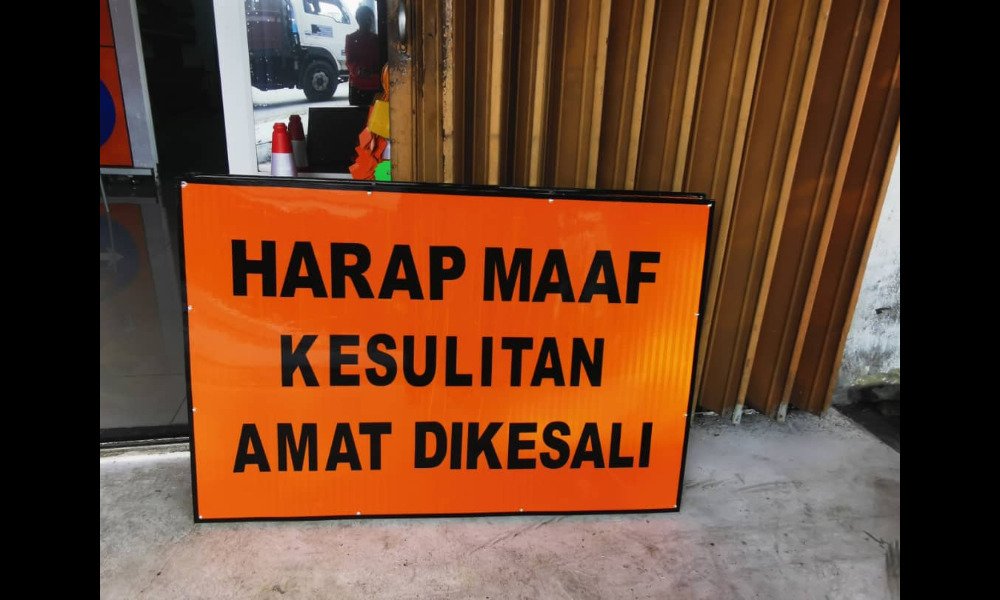 HARAP MAAF
KESULITAN
AMAT DIKESALI